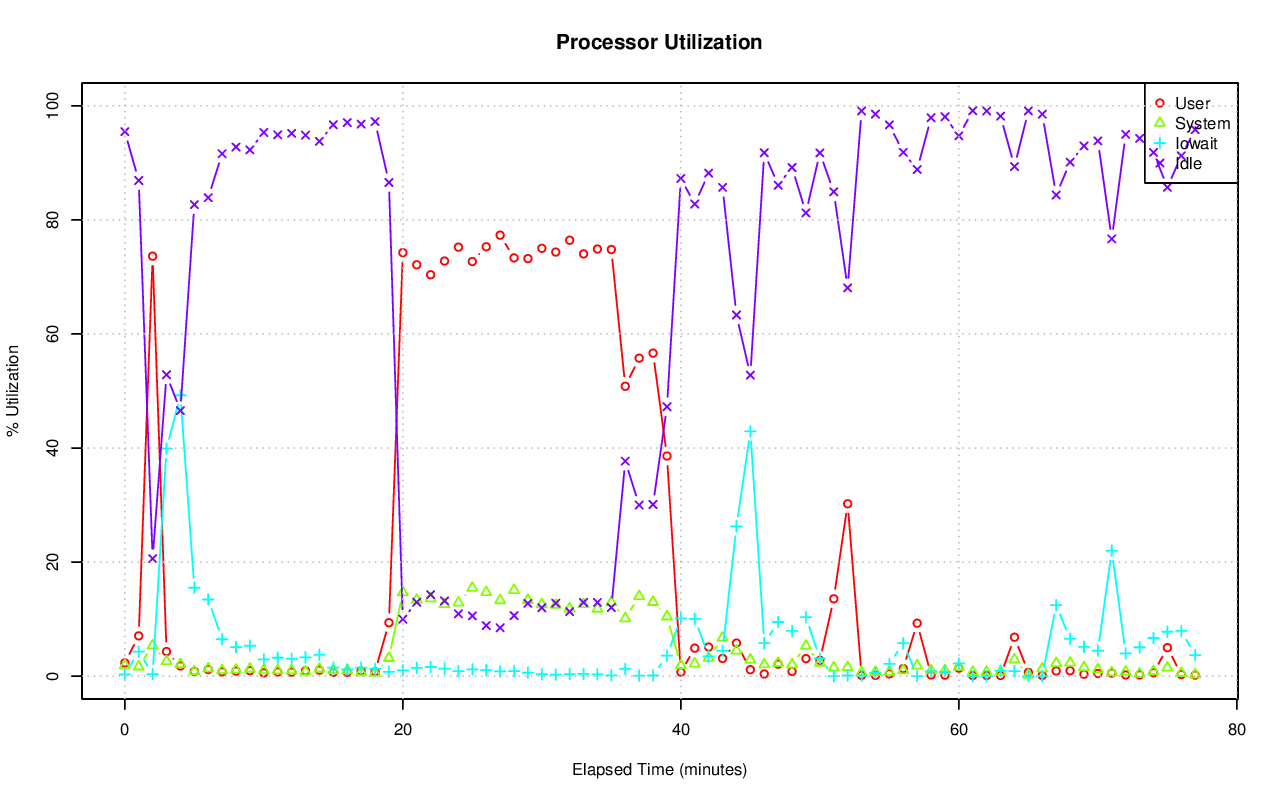 Processor Utilization
% Utilization
100
80
60
40
20
0
User
System
Iowait
Idle
0 20 40 60 80
Elapsed Time (minutes)